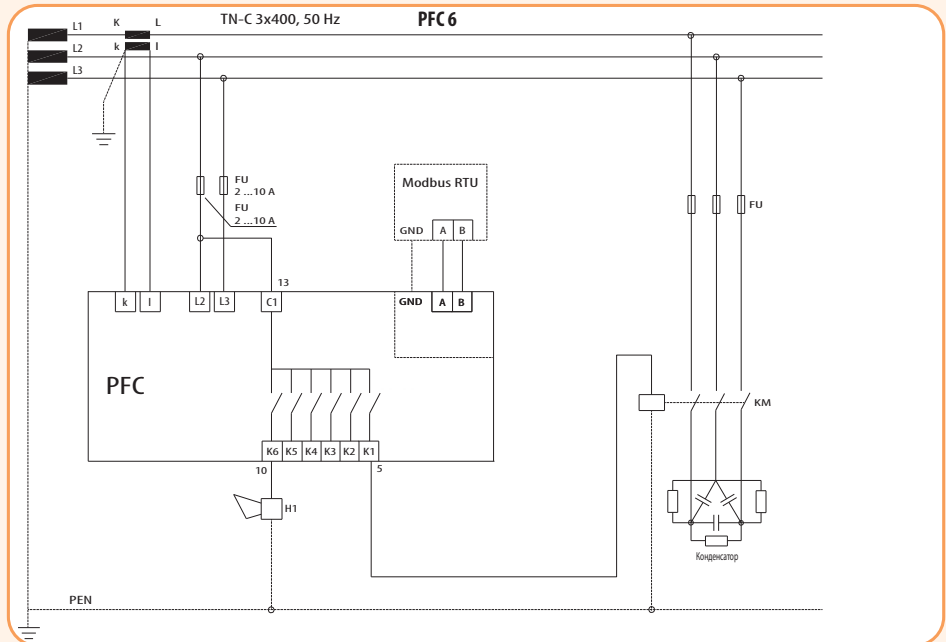 TN-C 3x400, 50 Hz
PFC 6
L1
K
L
L2
k
l
L3
FU
2 ...10 A
FU
2 ...10 A
Modbus RTU
GND
A
B
FU
13
k
l
L2
L3
C1
GND
A
B
PFC
KM
K6
K5
K4
K3
K2
K1
10
5
H1
Конденсатор
PEN